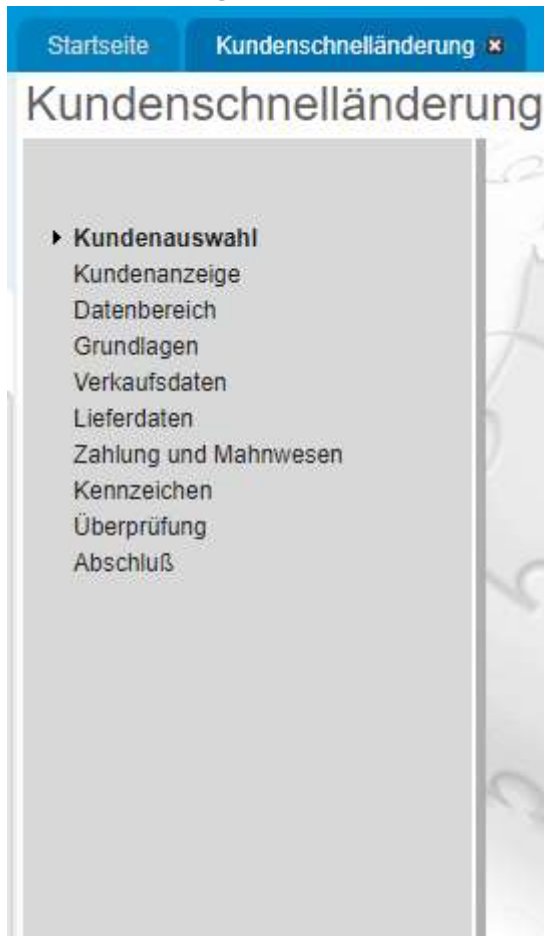 Startseite Kundenschnelländerung
Kundenschnelländerung
Kundenauswahl
Kundenanzeige
Datenbereich
Grundlagen
Verkaufsdaten
Lieferdaten
Zahlung und Mahnwesen
Kennzeichen
Überprüfung
Abschluß